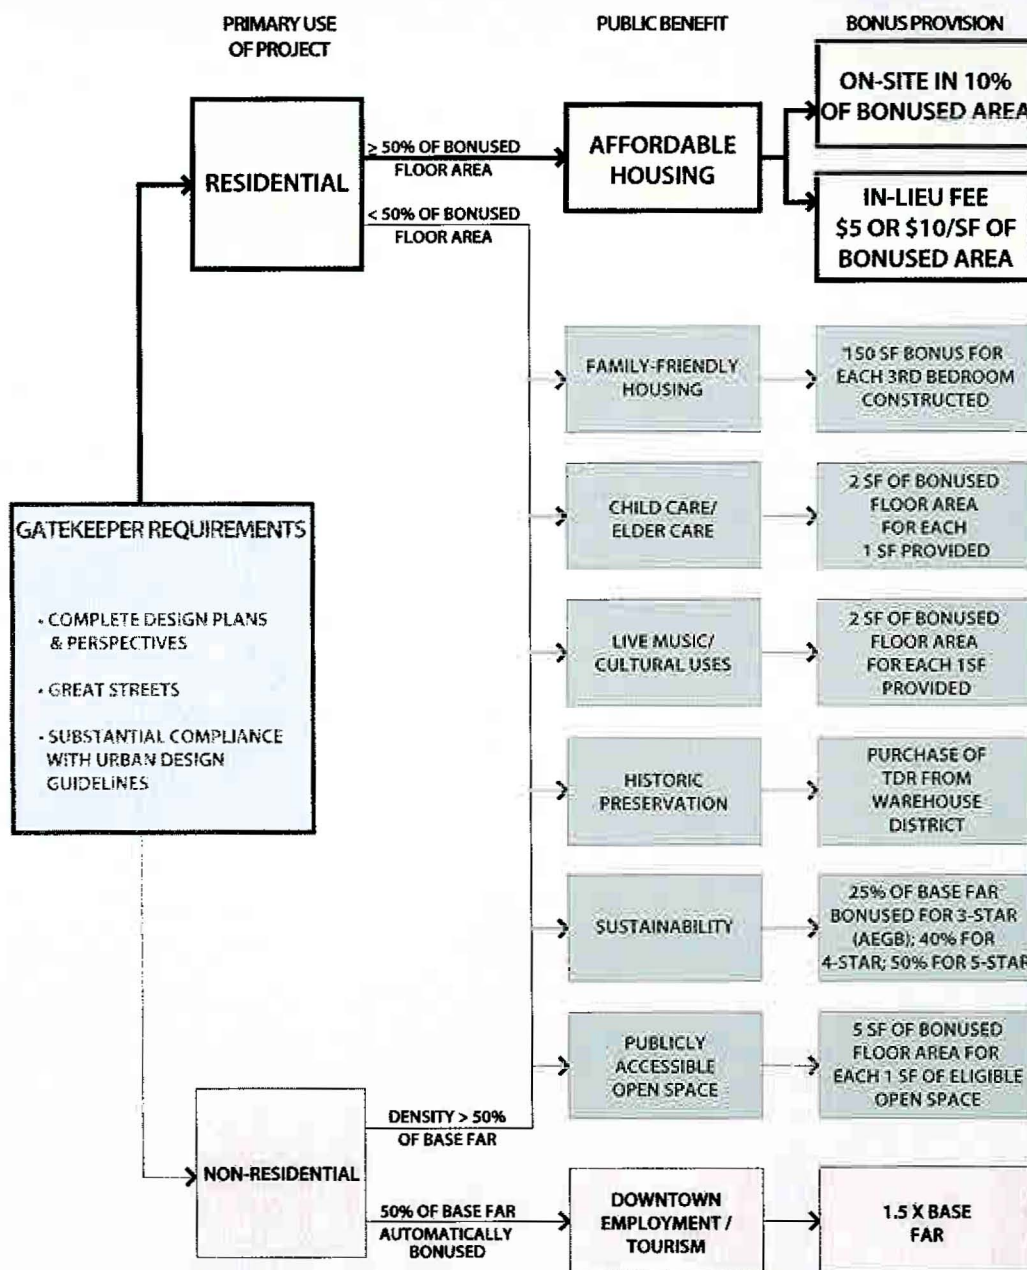 PRIMARY USE
OF PROJECT
PUBLIC BENEFIT
BONUS PROVISION
RESIDENTIAL
≥ 50% OF BONUSED
FLOOR AREA
< 50% OF BONUSED
FLOOR AREA
AFFORDABLE
HOUSING
ON-SITE IN 10%
OF BONUSED AREA
IN-LIEU FEE
$5 OR $10/SF OF
BONUSED AREA
FAMILY-FRIENDLY
HOUSING
150 SF BONUS FOR
EACH 3RD BEDROOM
CONSTRUCTED
CHILD CARE/
ELDER CARE
2 SF OF BONUSED
FLOOR AREA
FOR EACH
1 SF PROVIDED
GATEKEEPER REQUIREMENTS
• COMPLETE DESIGN PLANS
& PERSPECTIVES
• GREAT STREETS
• SUBSTANTIAL COMPLIANCE
WITH URBAN DESIGN
GUIDELINES
LIVE MUSIC/
CULTURAL USES
2 SF OF BONUSED
FLOOR AREA
FOR EACH 1SF
PROVIDED
HISTORIC
PRESERVATION
PURCHASE OF
TDR FROM
WAREHOUSE
DISTRICT
SUSTAINABILITY
25% OF BASE FAR
BONUSED FOR 3-STAR
(AEGB); 40% FOR
4-STAR; 50% FOR 5-STAR
PUBLICLY
ACCESSIBLE
OPEN SPACE
5 SF OF BONUSED
FLOOR AREA FOR
EACH 1 SF OF ELIGIBLE
OPEN SPACE
NON-RESIDENTIAL
DENSITY > 50%
OF BASE FAR
50% OF BASE FAR
AUTOMATICALLY
BONUSED
DOWNTOWN
EMPLOYMENT /
TOURISM
1.5 X BASE
FAR